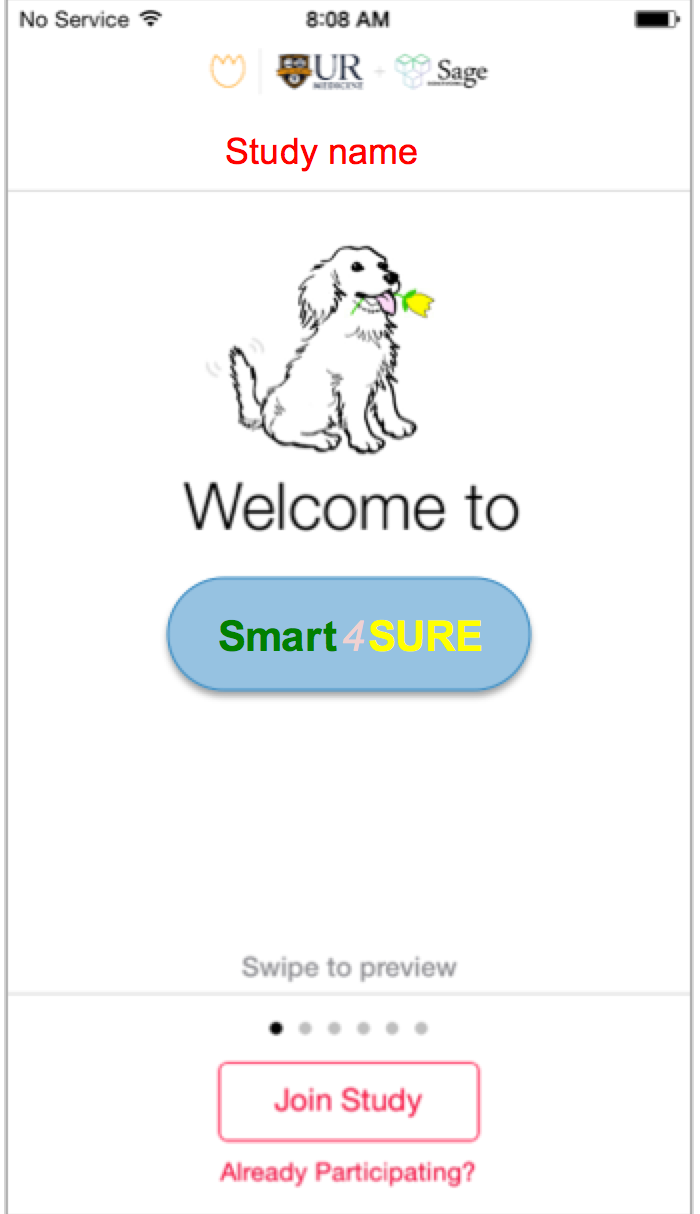 No Service 8:08 AM
UR MEDICINE + Sage
Study name
Welcome to
Smart4SURE
Swipe to preview
Join Study
Already Participating?